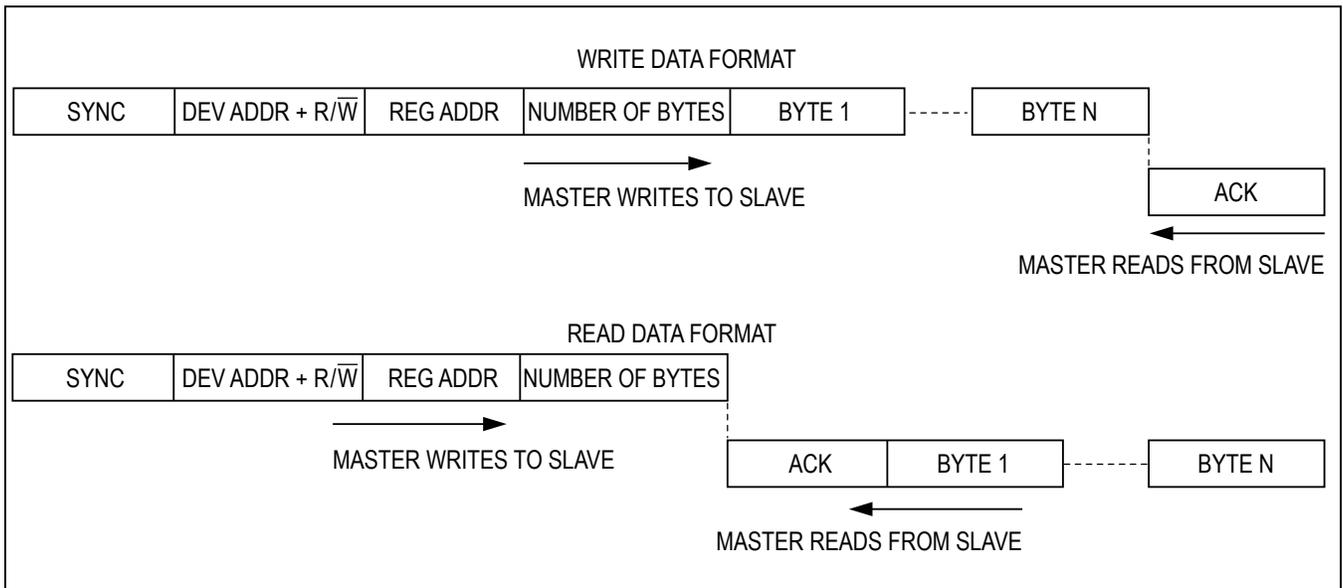 WRITE DATA FORMAT
SYNC DEV ADDR + R/W̅ REG ADDR NUMBER OF BYTES BYTE 1 BYTE N
MASTER WRITES TO SLAVE
ACK
MASTER READS FROM SLAVE
READ DATA FORMAT
SYNC DEV ADDR + R/W̅ REG ADDR NUMBER OF BYTES
MASTER WRITES TO SLAVE
ACK BYTE 1 BYTE N
MASTER READS FROM SLAVE